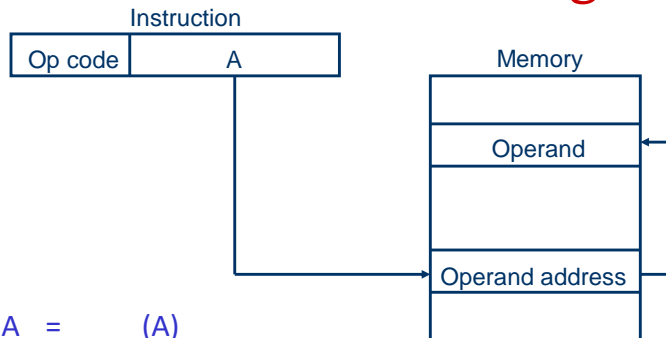 Instruction
Op code A
Memory
Operand
Operand address
A = (A)